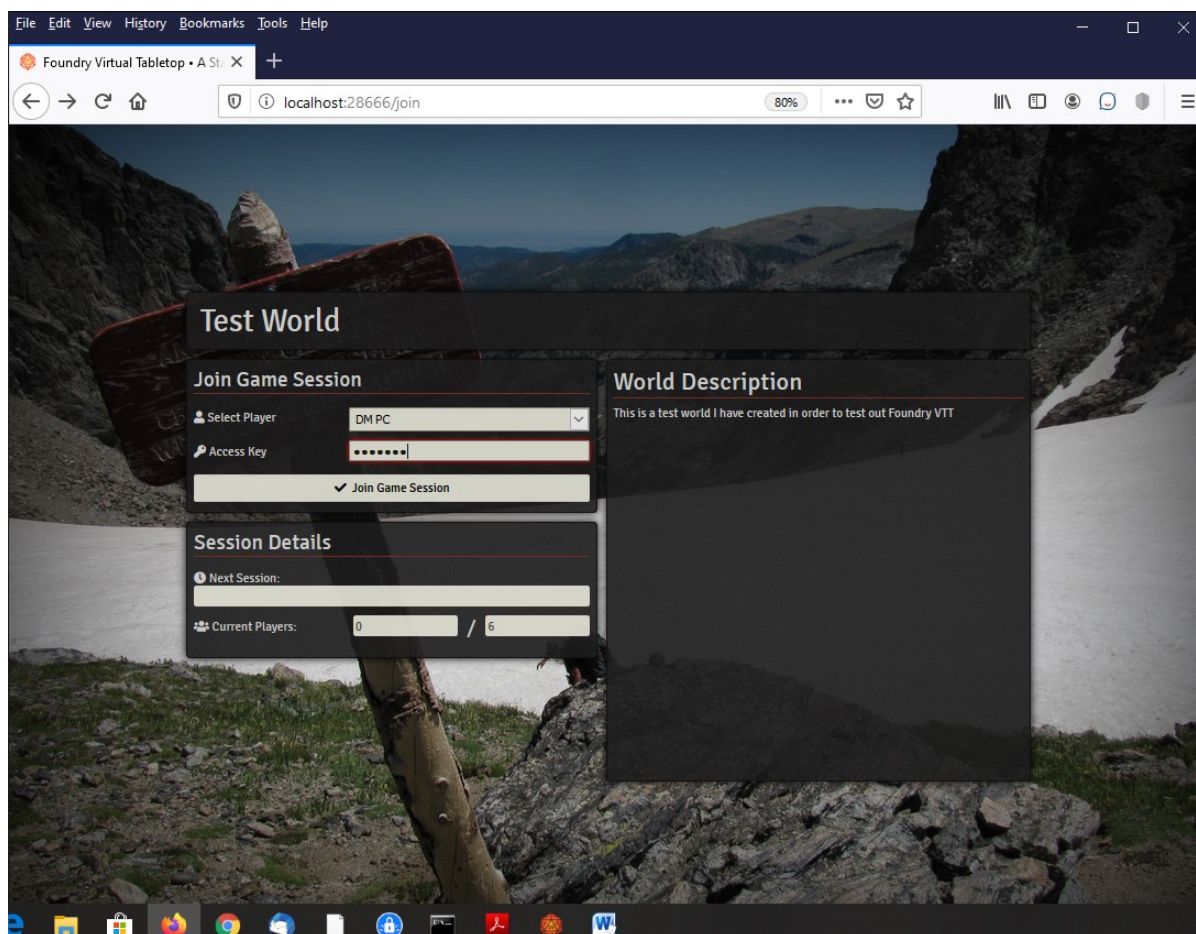 File Edit View History Bookmarks Tools Help
Foundry Virtual Tabletop • A Sta
localhost:28666/join
80%
Test World
Join Game Session
Select Player
DM PC
Access Key
Join Game Session
Session Details
Next Session:
Current Players:
0 / 6
World Description
This is a test world I have created in order to test out Foundry VTT